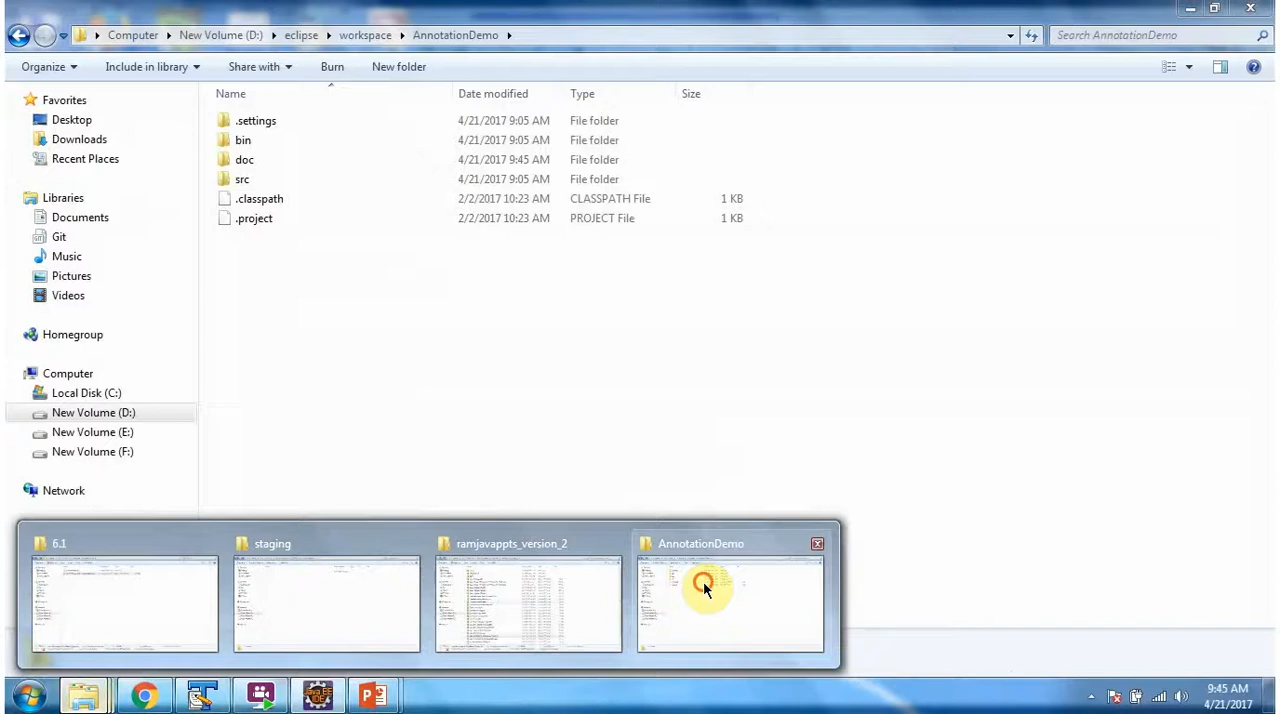 Computer New Volume (D:) eclipse workspace AnnotationDemo Search AnnotationDemo
Organize Include in library Share with Burn New folder
Name Date modified Type Size
Favorites
Desktop
Downloads
Recent Places
Libraries
Documents
Git
Music
Pictures
Videos
Homegroup
Computer
Local Disk (C:)
New Volume (D:)
New Volume (E:)
New Volume (F:)
Network
.settings 4/21/2017 9:05 AM File folder
bin 4/21/2017 9:05 AM File folder
doc 4/21/2017 9:45 AM File folder
src 4/21/2017 9:05 AM File folder
.classpath 2/2/2017 10:23 AM CLASSPATH File 1 KB
.project 2/2/2017 10:23 AM PROJECT File 1 KB
6.1 staging ramjavappts_version_2 AnnotationDemo
Java EE
IDE
9:45 AM
4/21/2017